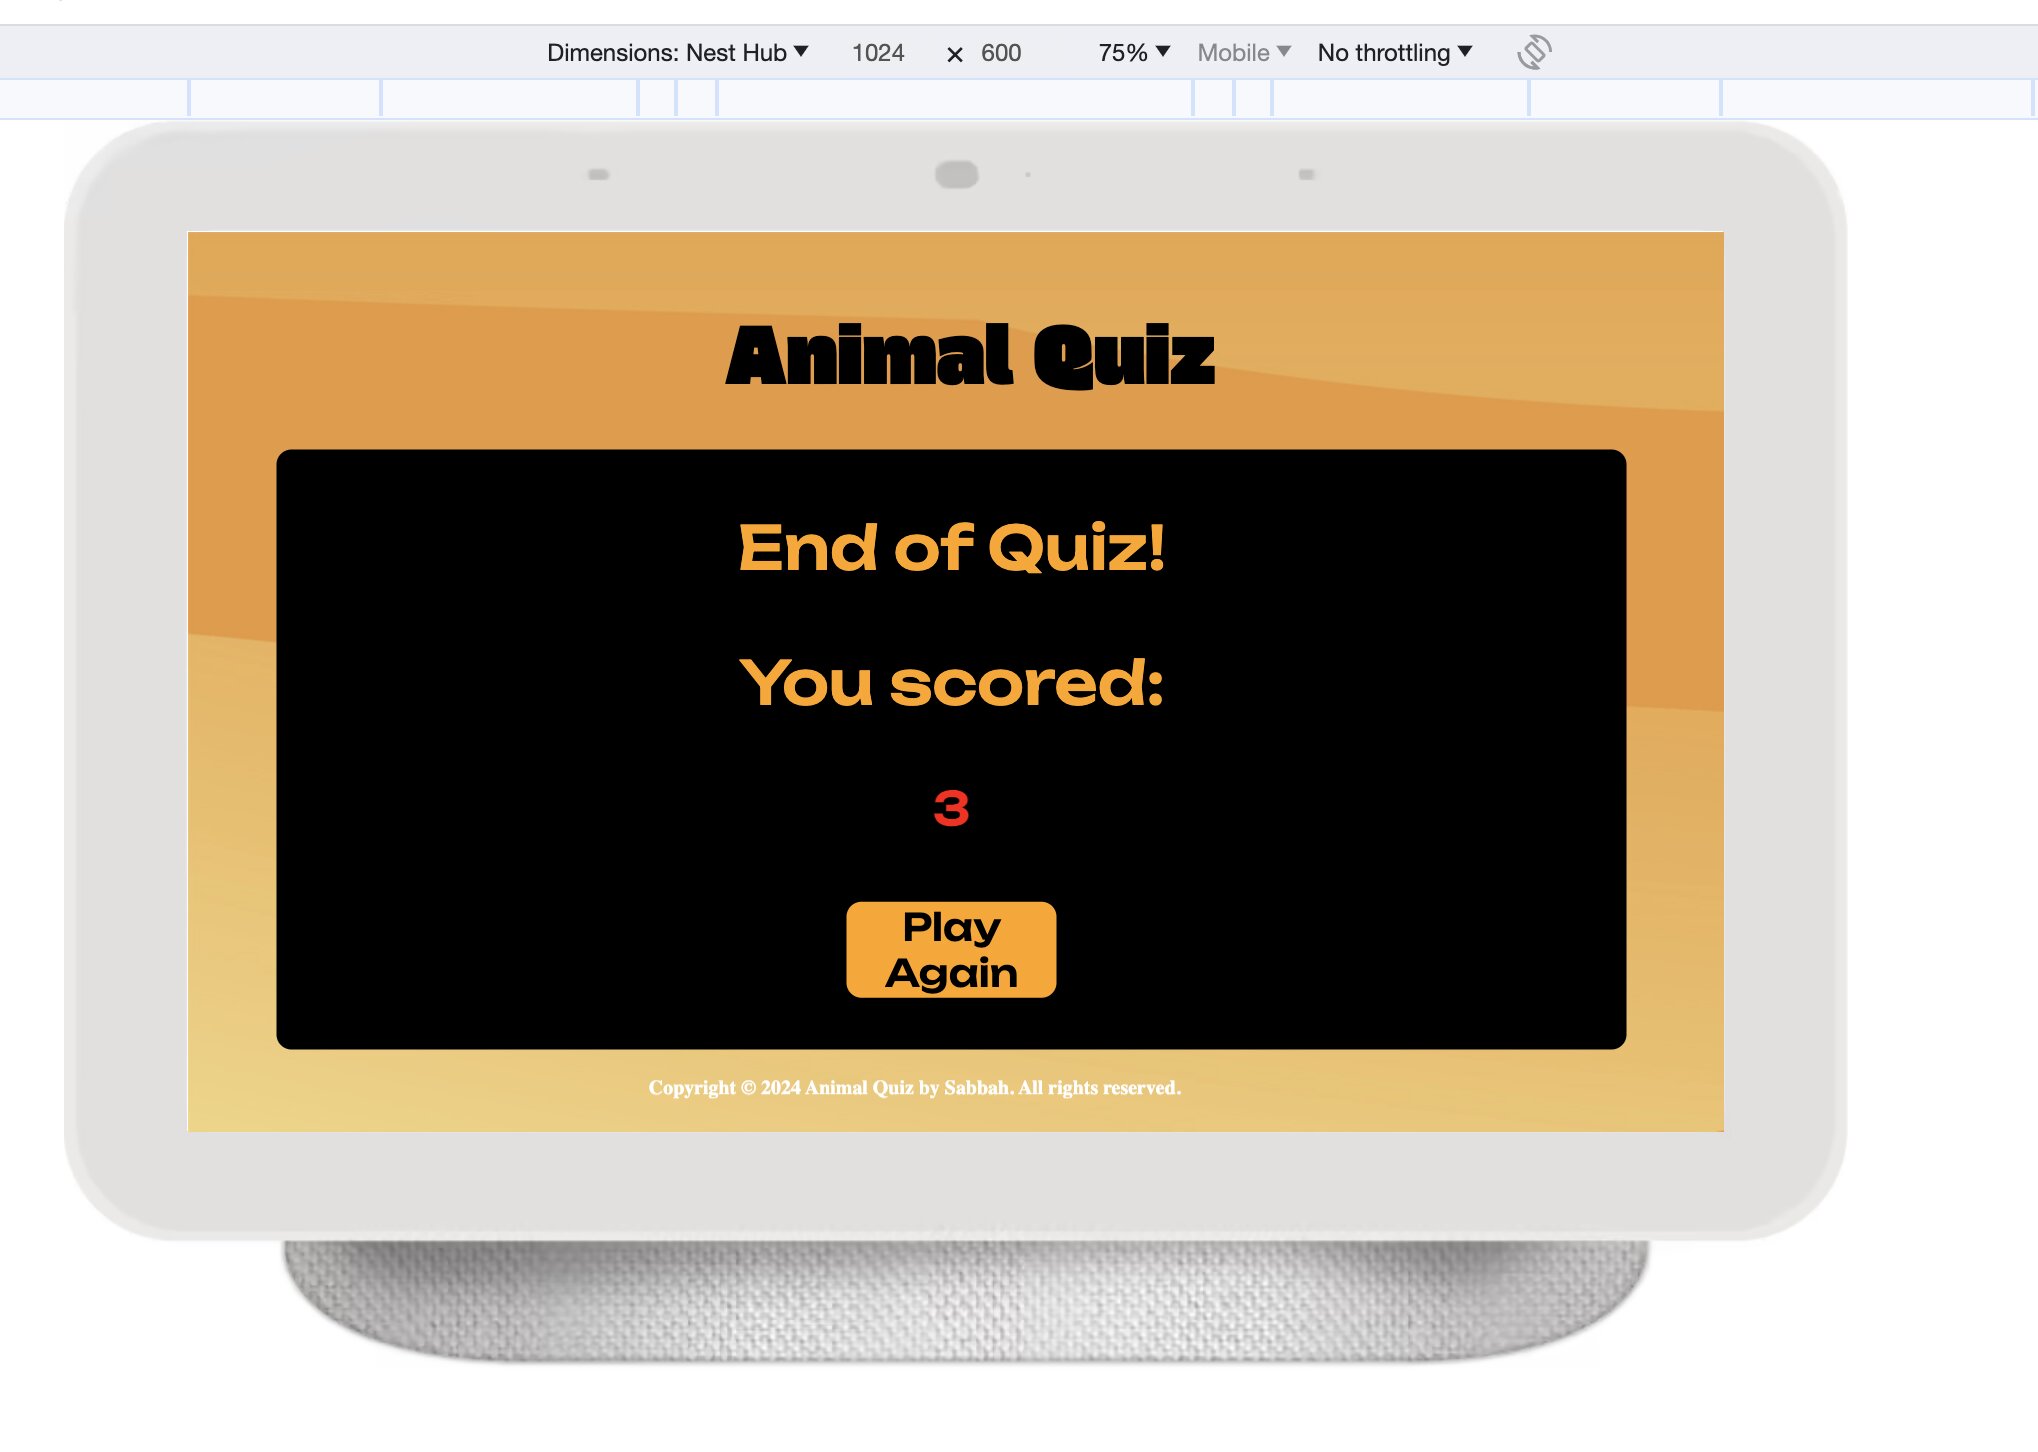 Dimensions: Nest Hub 1024 × 600 75% Mobile No throttling
Animal Quiz
End of Quiz!
You scored:
3
Play
Again
Copyright © 2024 Animal Quiz by Sabbah. All rights reserved.